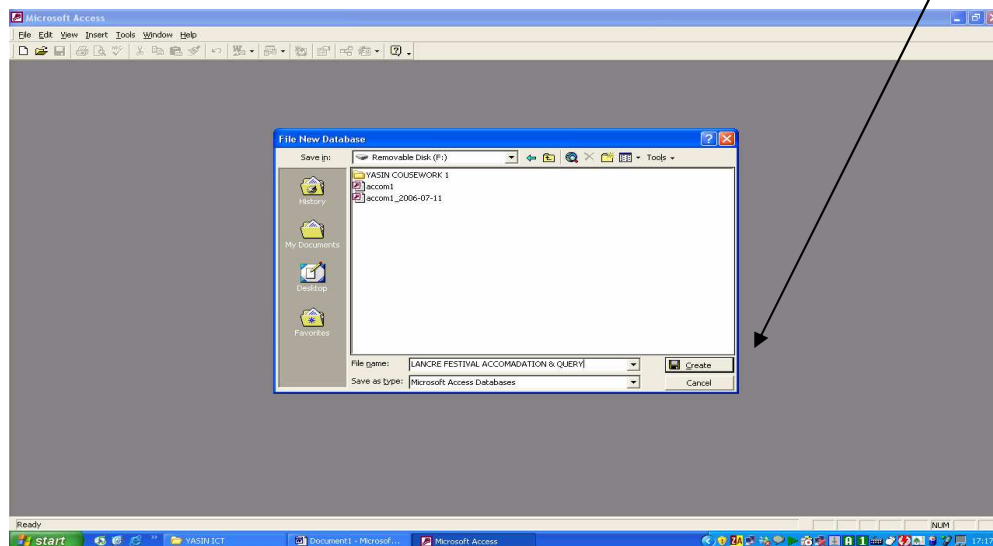 Microsoft Access
File Edit View Insert Tools Window Help
File New Database
Save in: Removable Disk (F:) Tools
YASIN COUSEWORK 1
accom1
accom1_2006-07-11
History
My Documents
Desktop
Favorites
File name: LANCRE FESTIVAL ACCOMADATION & QUERY
Create
Save as type: Microsoft Access Databases
Cancel
Ready NUM
start YASIN ICT Document1 - Microsof... Microsoft Access 17:17